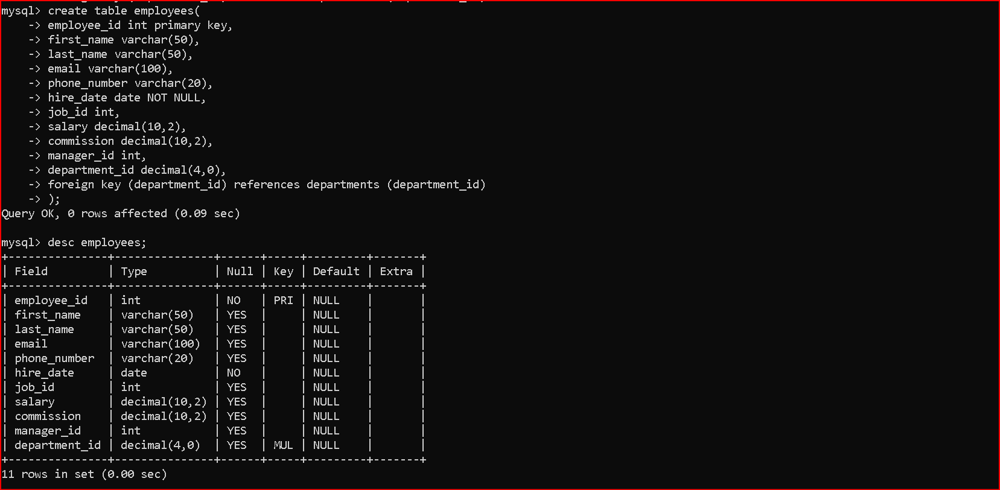 mysql> create table employees(
    -> employee_id int primary key,
    -> first_name varchar(50),
    -> last_name varchar(50),
    -> email varchar(100),
    -> phone_number varchar(20),
    -> hire_date date NOT NULL,
    -> job_id int,
    -> salary decimal(10,2),
    -> commission decimal(10,2),
    -> manager_id int,
    -> department_id decimal(4,0),
    -> foreign key (department_id) references departments (department_id)
    -> );
Query OK, 0 rows affected (0.09 sec)

mysql> desc employees;
+---------------+---------------+------+-----+---------+-------+
| Field         | Type          | Null | Key | Default | Extra |
+---------------+---------------+------+-----+---------+-------+
| employee_id   | int           | NO   | PRI | NULL    |       |
| first_name    | varchar(50)   | YES  |     | NULL    |       |
| last_name     | varchar(50)   | YES  |     | NULL    |       |
| email         | varchar(100)  | YES  |     | NULL    |       |
| phone_number  | varchar(20)   | YES  |     | NULL    |       |
| hire_date     | date          | NO   |     | NULL    |       |
| job_id        | int           | YES  |     | NULL    |       |
| salary        | decimal(10,2) | YES  |     | NULL    |       |
| commission    | decimal(10,2) | YES  |     | NULL    |       |
| manager_id    | int           | YES  |     | NULL    |       |
| department_id | decimal(4,0)  | YES  | MUL | NULL    |       |
+---------------+---------------+------+-----+---------+-------+
11 rows in set (0.00 sec)